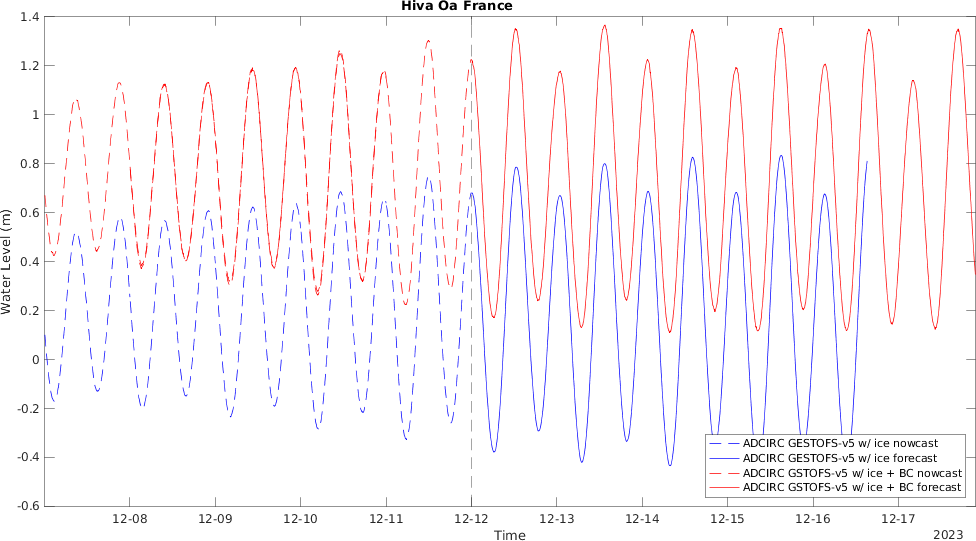 Hiva Oa France
1.4
1.2
1
0.8
0.6
0.4
0.2
0
-0.2
-0.4
-0.6
Water Level (m)
ADCIRC GESTOFS-v5 w/ ice nowcast
ADCIRC GESTOFS-v5 w/ ice forecast
ADCIRC GSTOFS-v5 w/ ice + BC nowcast
ADCIRC GSTOFS-v5 w/ ice + BC forecast
12-08 12-09 12-10 12-11 12-12 12-13 12-14 12-15 12-16 12-17
Time
2023